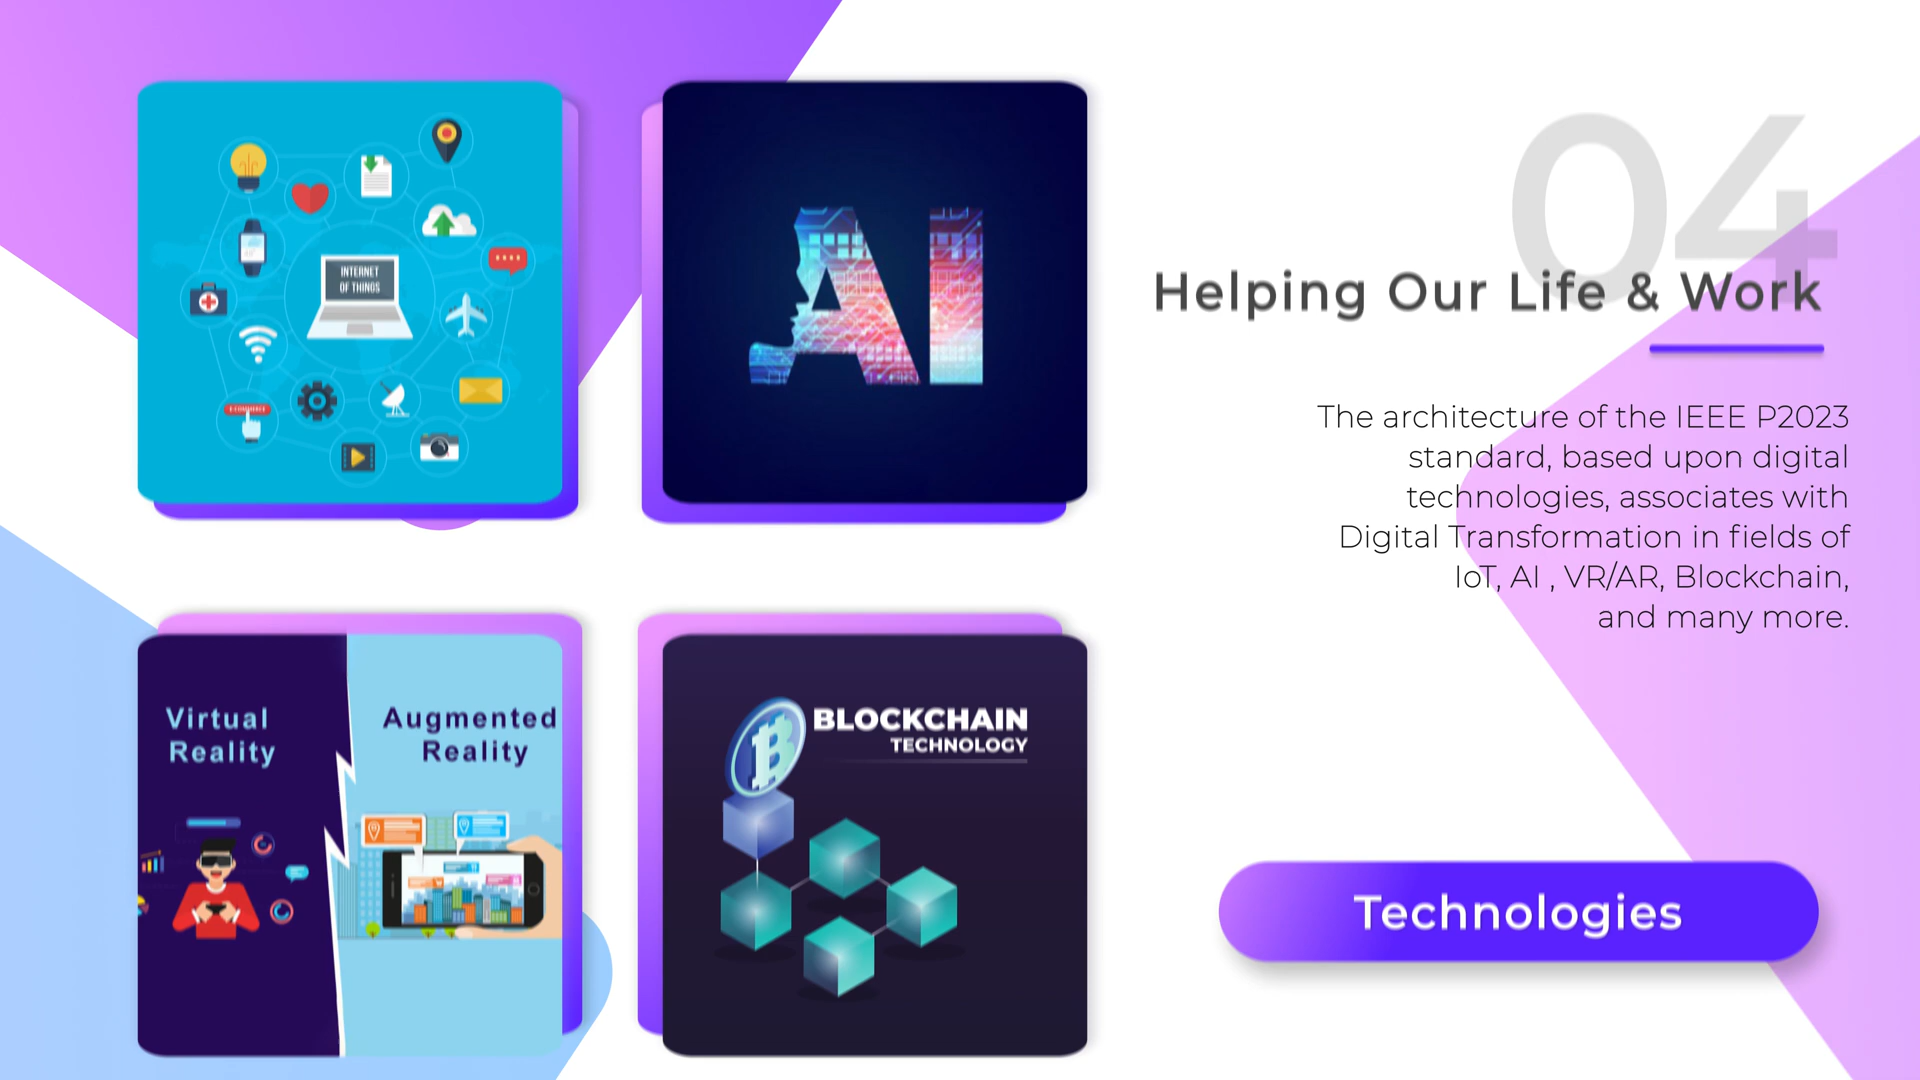 INTERNET
OF THINGS
E-COMMERCE
AI
04
Helping Our Life & Work
The architecture of the IEEE P2023
standard, based upon digital
technologies, associates with
Digital Transformation in fields of
IoT, AI , VR/AR, Blockchain,
and many more.
Virtual
Reality
Augmented
Reality
BLOCKCHAIN
TECHNOLOGY
Technologies